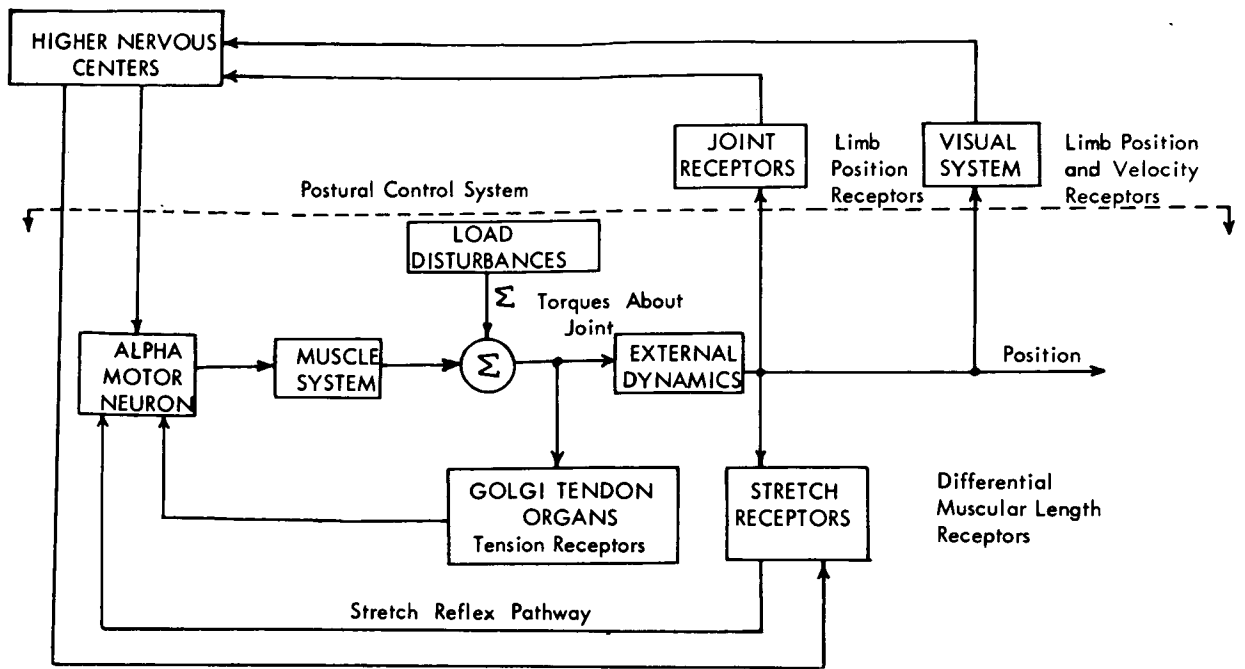 HIGHER NERVOUS
CENTERS
JOINT
RECEPTORS
Limb
Position
Receptors
VISUAL
SYSTEM
Limb Position
and Velocity
Receptors
Postural Control System
LOAD
DISTURBANCES
Σ Torques About
Joint
ALPHA
MOTOR
NEURON
MUSCLE
SYSTEM
Σ
EXTERNAL
DYNAMICS
Position
GOLGI TENDON
ORGANS
Tension Receptors
STRETCH
RECEPTORS
Differential
Muscular Length
Receptors
Stretch Reflex Pathway